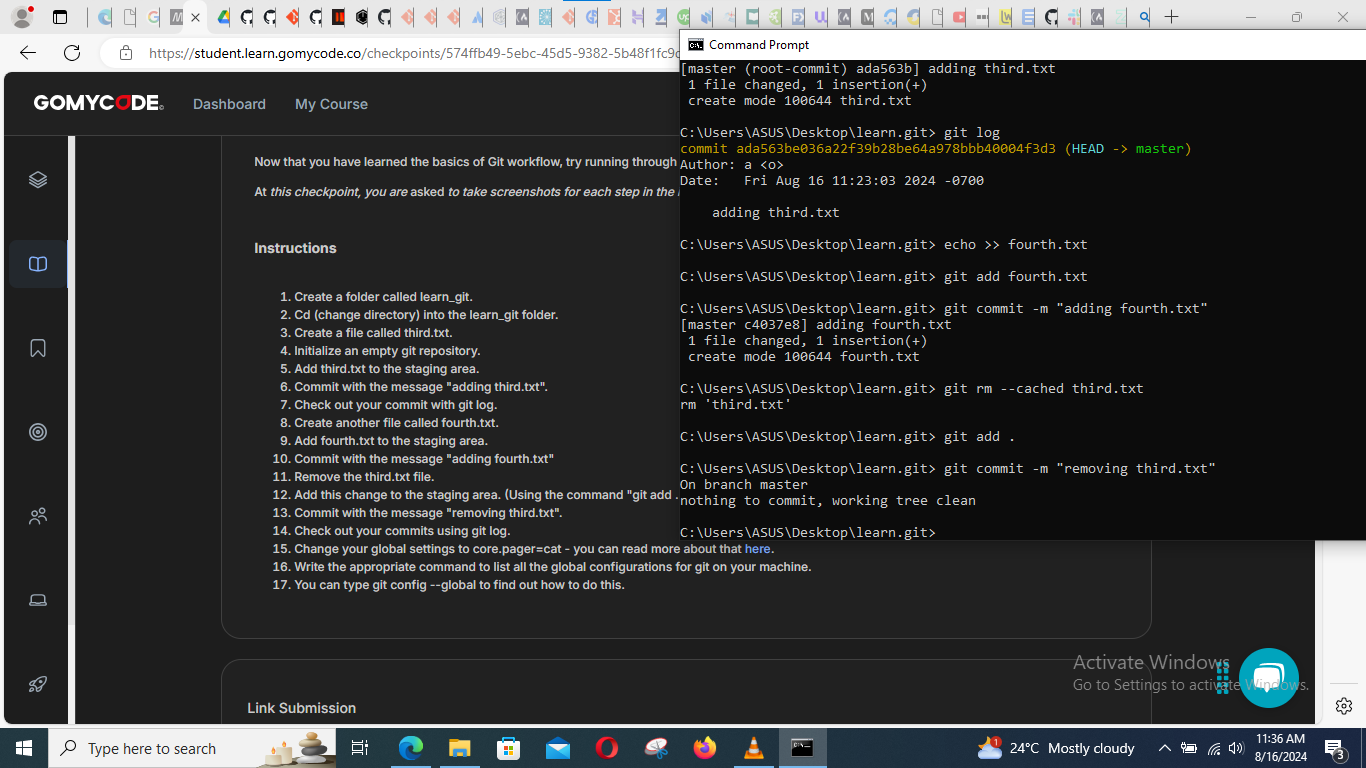 https://student.learn.gomycode.co/checkpoints/574ffb49-5ebc-45d5-9382-5b48f1fc9
GOMYCODE
Dashboard
My Course
Now that you have learned the basics of Git workflow, try running through
At this checkpoint, you are asked to take screenshots for each step in the
Instructions
1. Create a folder called learn_git.
2. Cd (change directory) into the learn_git folder.
3. Create a file called third.txt.
4. Initialize an empty git repository.
5. Add third.txt to the staging area.
6. Commit with the message "adding third.txt".
7. Check out your commit with git log.
8. Create another file called fourth.txt.
9. Add fourth.txt to the staging area.
10. Commit with the message "adding fourth.txt"
11. Remove the third.txt file.
12. Add this change to the staging area. (Using the command "git add .
13. Commit with the message "removing third.txt".
14. Check out your commits using git log.
15. Change your global settings to core.pager=cat - you can read more about that here.
16. Write the appropriate command to list all the global configurations for git on your machine.
17. You can type git config --global to find out how to do this.
Link Submission
Command Prompt
[master (root-commit) ada563b] adding third.txt
1 file changed, 1 insertion(+)
create mode 100644 third.txt
C:\Users\ASUS\Desktop\learn.git> git log
commit ada563be036a22f39b28be64a978bbb40004f3d3 (HEAD -> master)
Author: a <o>
Date:   Fri Aug 16 11:23:03 2024 -0700
adding third.txt
C:\Users\ASUS\Desktop\learn.git> echo >> fourth.txt
C:\Users\ASUS\Desktop\learn.git> git add fourth.txt
C:\Users\ASUS\Desktop\learn.git> git commit -m "adding fourth.txt"
[master c4037e8] adding fourth.txt
1 file changed, 1 insertion(+)
create mode 100644 fourth.txt
C:\Users\ASUS\Desktop\learn.git> git rm --cached third.txt
rm 'third.txt'
C:\Users\ASUS\Desktop\learn.git> git add .
C:\Users\ASUS\Desktop\learn.git> git commit -m "removing third.txt"
On branch master
nothing to commit, working tree clean
C:\Users\ASUS\Desktop\learn.git>
Activate Windows
Go to Settings to activate Windows.
Type here to search
1
24°C Mostly cloudy
11:36 AM
8/16/2024
3